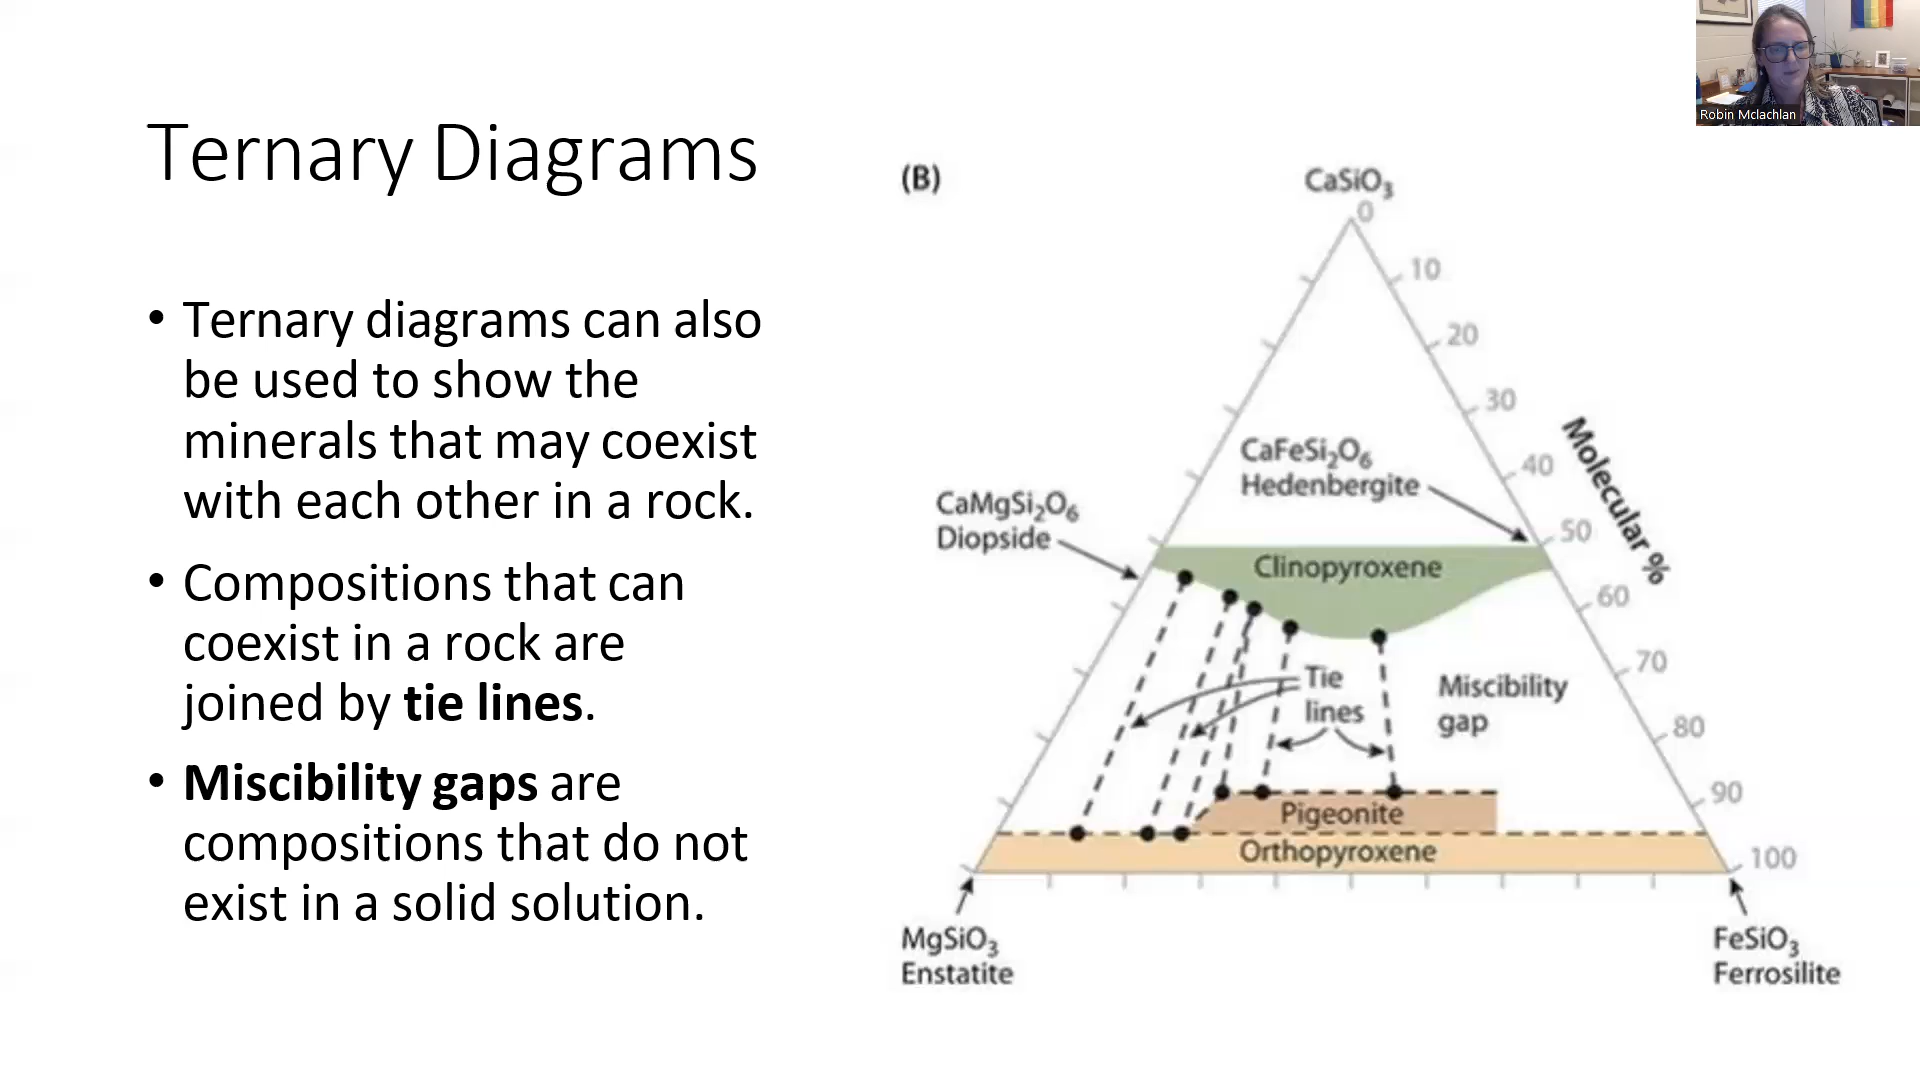 Robin Mclachlan
Ternary Diagrams
• Ternary diagrams can also
be used to show the
minerals that may coexist
with each other in a rock.
• Compositions that can
coexist in a rock are
joined by tie lines.
• Miscibility gaps are
compositions that do not
exist in a solid solution.
(B)
CaSiO₃
0
10
20
30
40
50
60
70
80
90
100
Molecular %
CaFeSi₂O₆
Hedenbergite
CaMgSi₂O₆
Diopside
Clinopyroxene
Tie
lines
Miscibility
gap
Pigeonite
Orthopyroxene
MgSiO₃
Enstatite
FeSiO₃
Ferrosilite